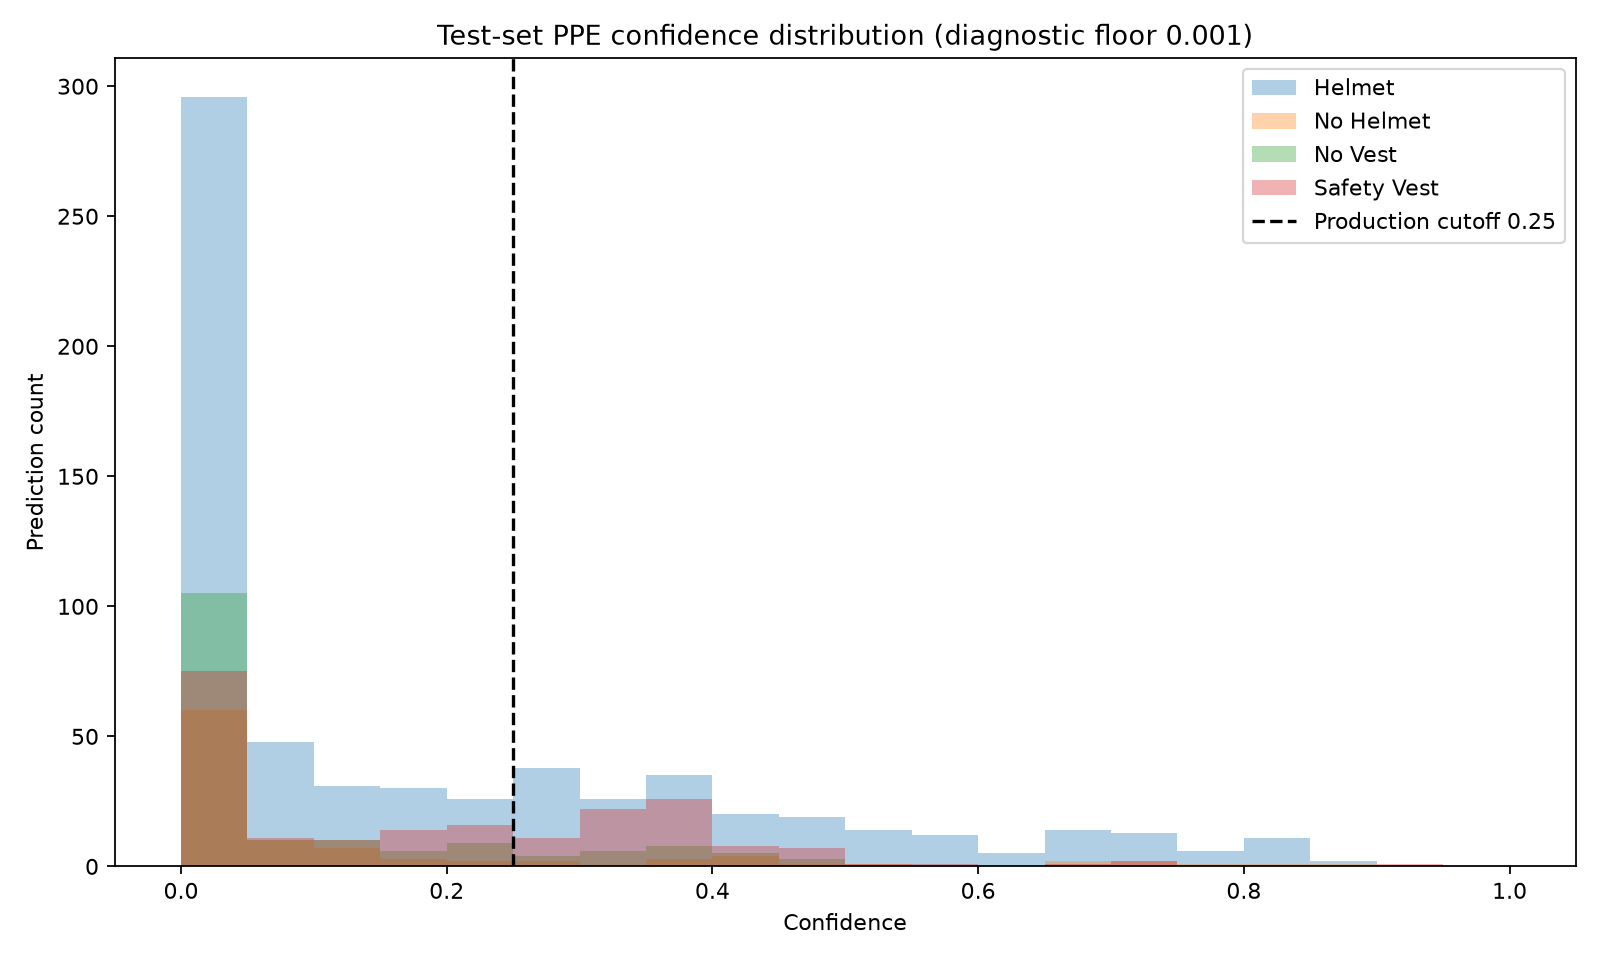 Test-set PPE confidence distribution (diagnostic floor 0.001)
Helmet
No Helmet
No Vest
Safety Vest
Production cutoff 0.25
Prediction count
300
250
200
150
100
50
0
0.0 0.2 0.4 0.6 0.8 1.0
Confidence